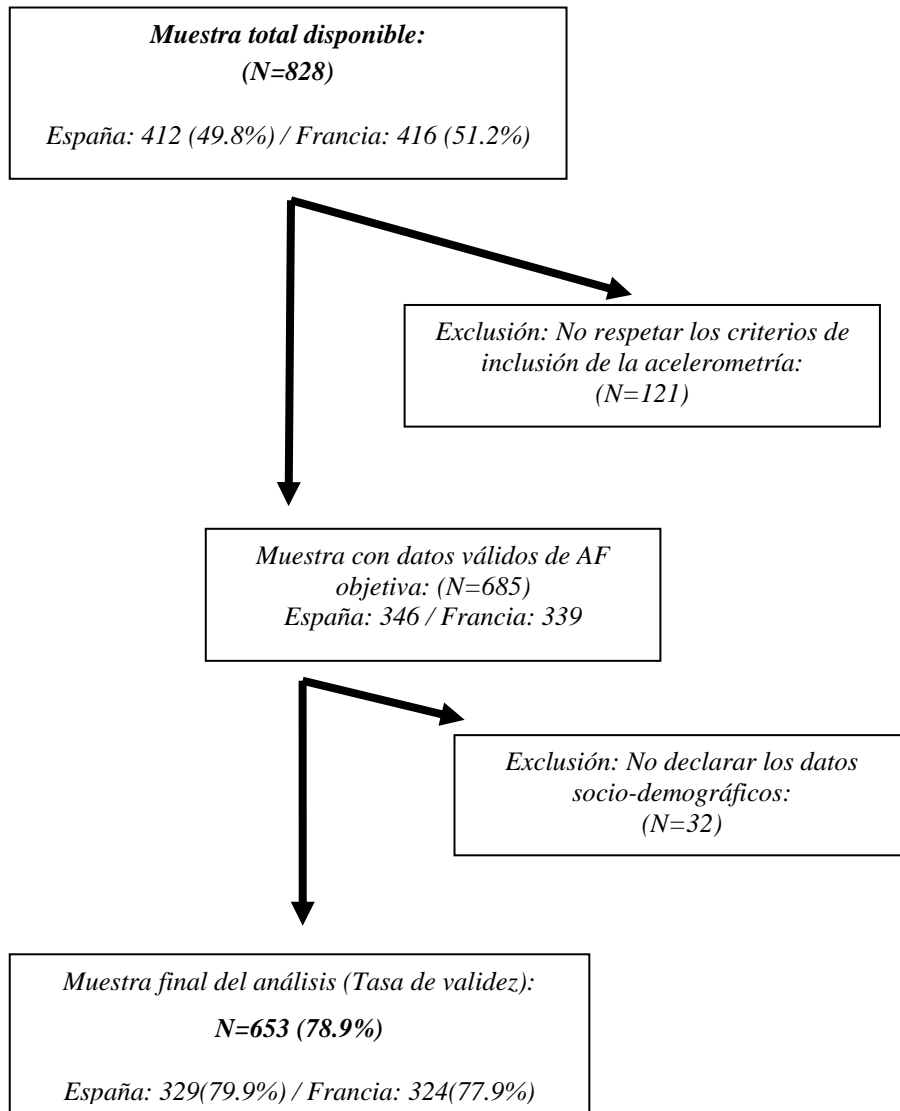 Muestra total disponible:
(N=828)
España: 412 (49.8%) / Francia: 416 (51.2%)
Exclusión: No respetar los criterios de
inclusión de la acelerometría:
(N=121)
Muestra con datos válidos de AF
objetiva: (N=685)
España: 346 / Francia: 339
Exclusión: No declarar los datos
socio-demográficos:
(N=32)
Muestra final del análisis (Tasa de validez):
N=653 (78.9%)
España: 329(79.9%) / Francia: 324(77.9%)